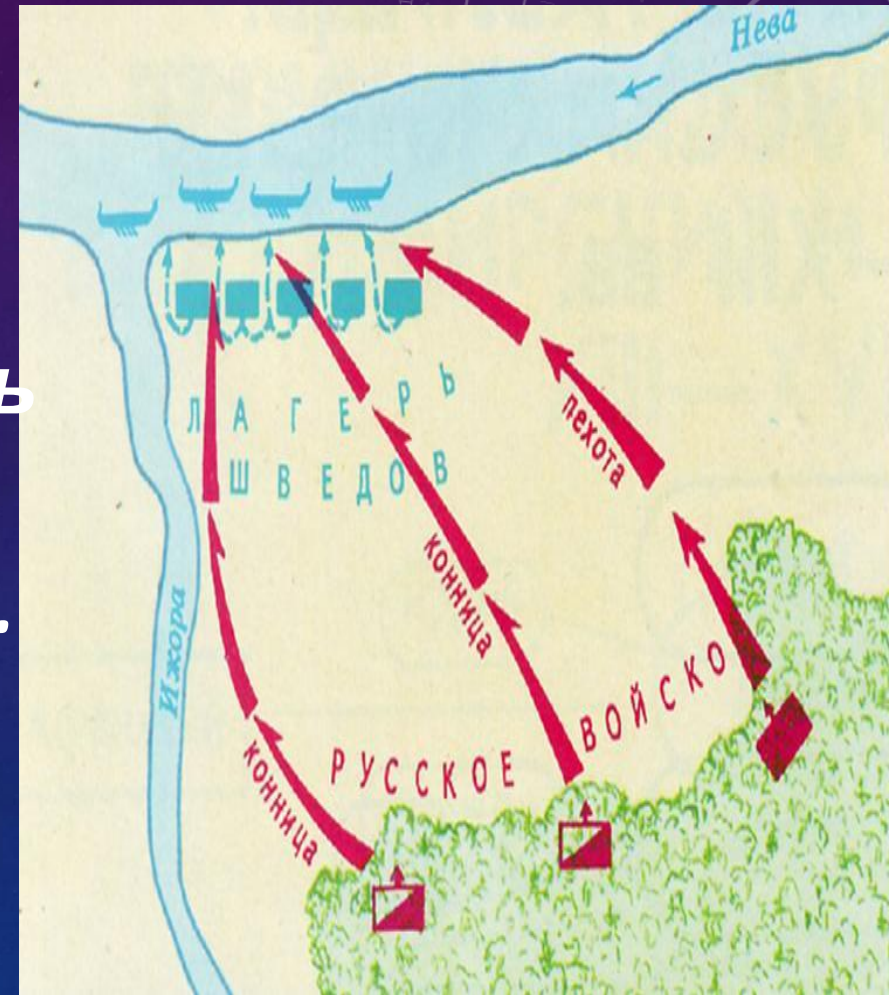 Нева
ь
ЛАГЕРЬ
ШВЕДОВ
пехота
конница
.
Ижора
РУССКОЕ ВОЙСКО
конница